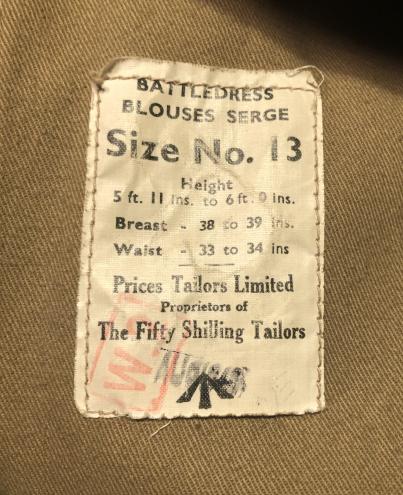 BATTLEDRESS
BLOUSES SERGE
Size No. 13
Height
5 ft. 11 ins. to 6 ft. 0 ins.
Breast - 38 to 39 ins.
Waist - 33 to 34 ins
Prices Tailors Limited
Proprietors of
The Fifty Shilling Tailors